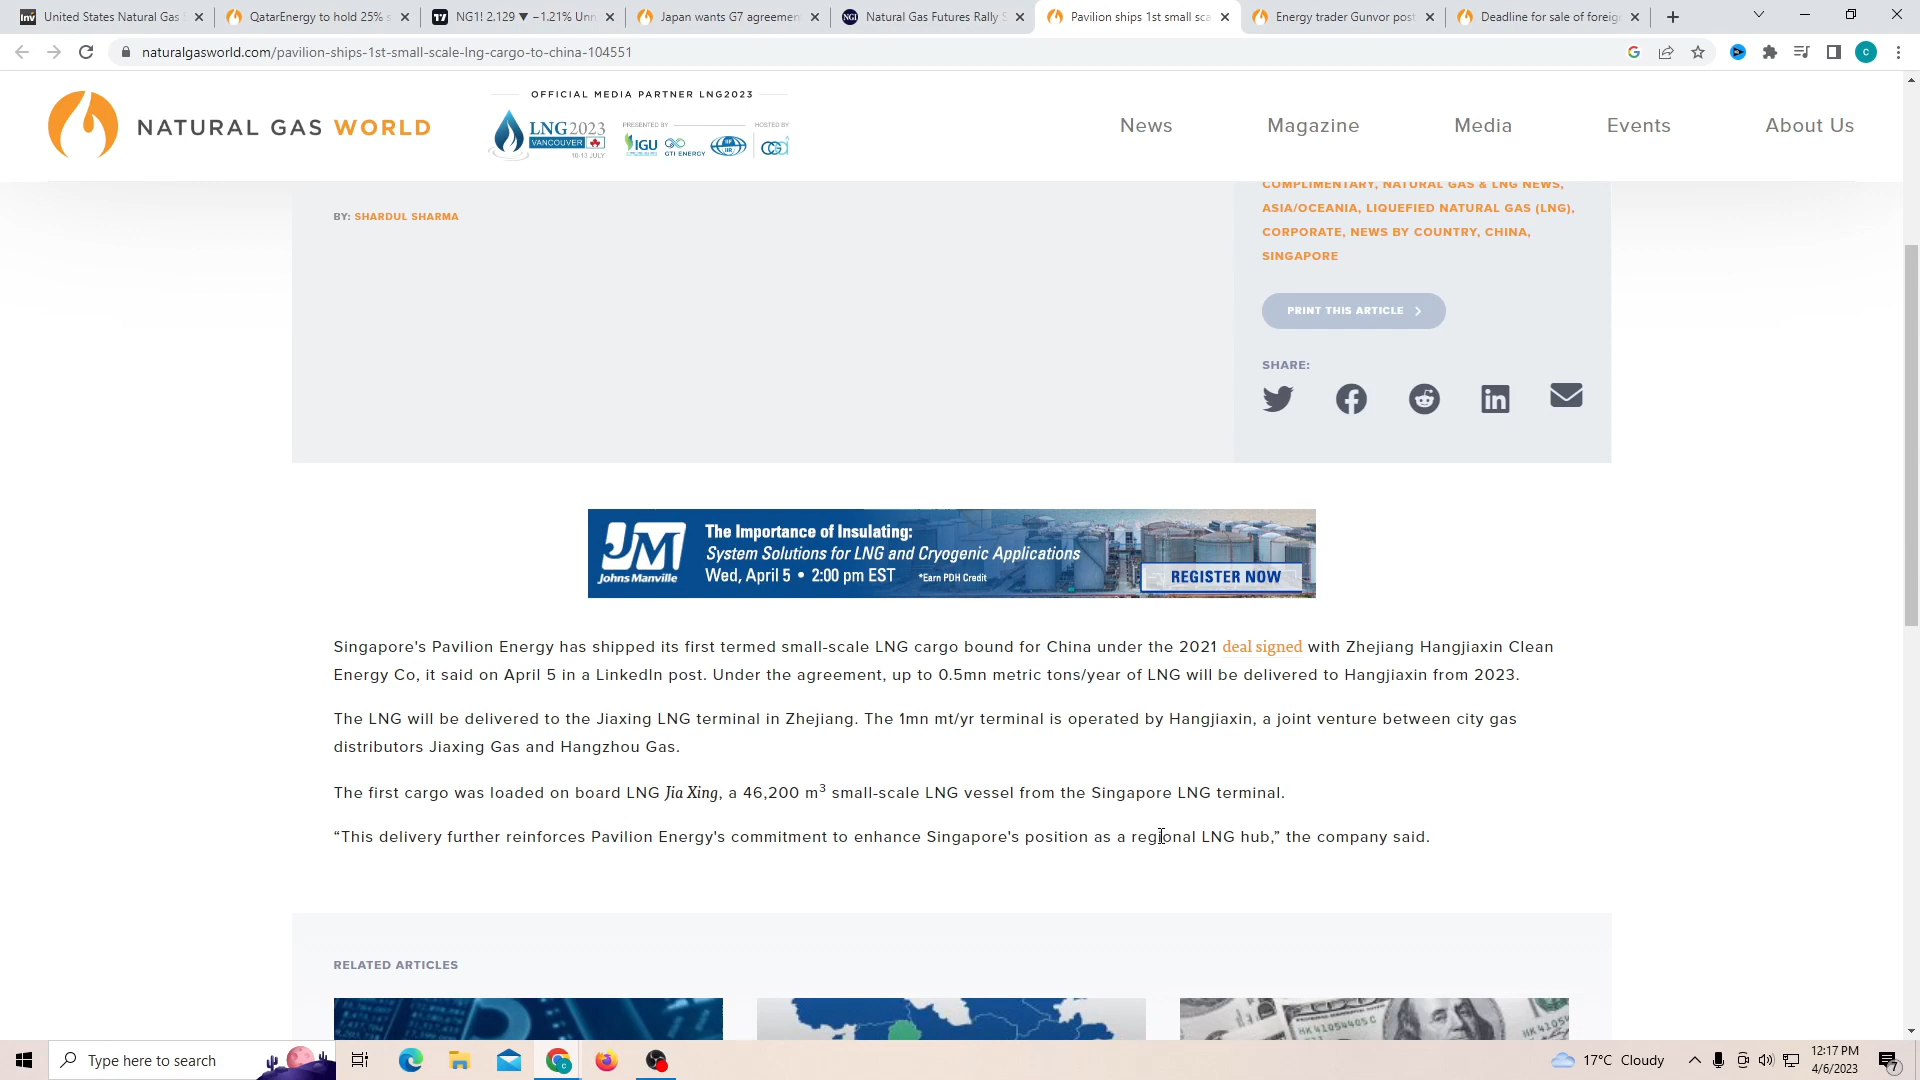 United States Natural Gas
QatarEnergy to hold 25% s
NG1! 2.129 ▼ −1.21% Unn
Japan wants G7 agreemen
Natural Gas Futures Rally S
Pavilion ships 1st small sca
Energy trader Gunvor post
Deadline for sale of foreig
naturalgasworld.com/pavilion-ships-1st-small-scale-lng-cargo-to-china-104551
NATURAL GAS WORLD
OFFICIAL MEDIA PARTNER LNG2023
LNG2023
VANCOUVER
10-13 JULY
PRESENTED BY
HOSTED BY
IGU
GTI ENERGY
News
Magazine
Media
Events
About Us
BY: SHARDUL SHARMA
COMPLIMENTARY, NATURAL GAS & LNG NEWS,
ASIA/OCEANIA, LIQUEFIED NATURAL GAS (LNG),
CORPORATE, NEWS BY COUNTRY, CHINA,
SINGAPORE
PRINT THIS ARTICLE
SHARE:
JM
Johns Manville
The Importance of Insulating:
System Solutions for LNG and Cryogenic Applications
Wed, April 5 • 2:00 pm EST *Earn PDH Credit
REGISTER NOW
Singapore's Pavilion Energy has shipped its first termed small-scale LNG cargo bound for China under the 2021 deal signed with Zhejiang Hangjiaxin Clean
Energy Co, it said on April 5 in a LinkedIn post. Under the agreement, up to 0.5mn metric tons/year of LNG will be delivered to Hangjiaxin from 2023.
The LNG will be delivered to the Jiaxing LNG terminal in Zhejiang. The 1mn mt/yr terminal is operated by Hangjiaxin, a joint venture between city gas
distributors Jiaxing Gas and Hangzhou Gas.
The first cargo was loaded on board LNG Jia Xing, a 46,200 m³ small-scale LNG vessel from the Singapore LNG terminal.
“This delivery further reinforces Pavilion Energy's commitment to enhance Singapore's position as a regional LNG hub,” the company said.
RELATED ARTICLES
Type here to search
17°C Cloudy
12:17 PM
4/6/2023
7